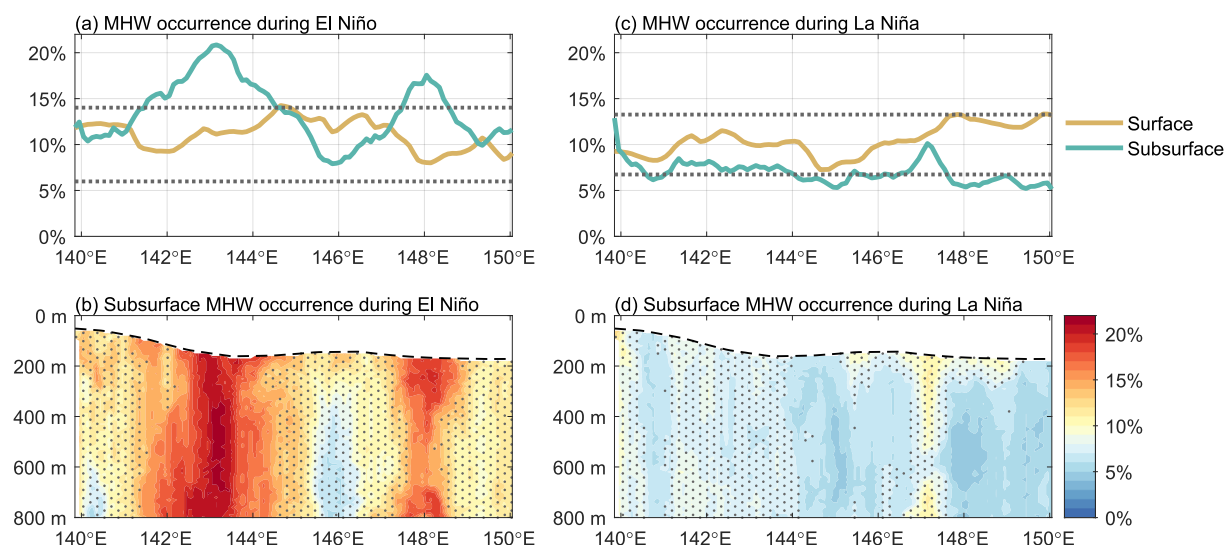 (a) MHW occurrence during El Niño
20%
15%
10%
5%
0%
140°E 142°E 144°E 146°E 148°E 150°E
(c) MHW occurrence during La Niña
20%
15%
10%
5%
0%
140°E 142°E 144°E 146°E 148°E 150°E
Surface
Subsurface
(b) Subsurface MHW occurrence during El Niño
0 m
200 m
400 m
600 m
800 m
140°E 142°E 144°E 146°E 148°E 150°E
(d) Subsurface MHW occurrence during La Niña
0 m
200 m
400 m
600 m
800 m
140°E 142°E 144°E 146°E 148°E 150°E
20%
15%
10%
5%
0%